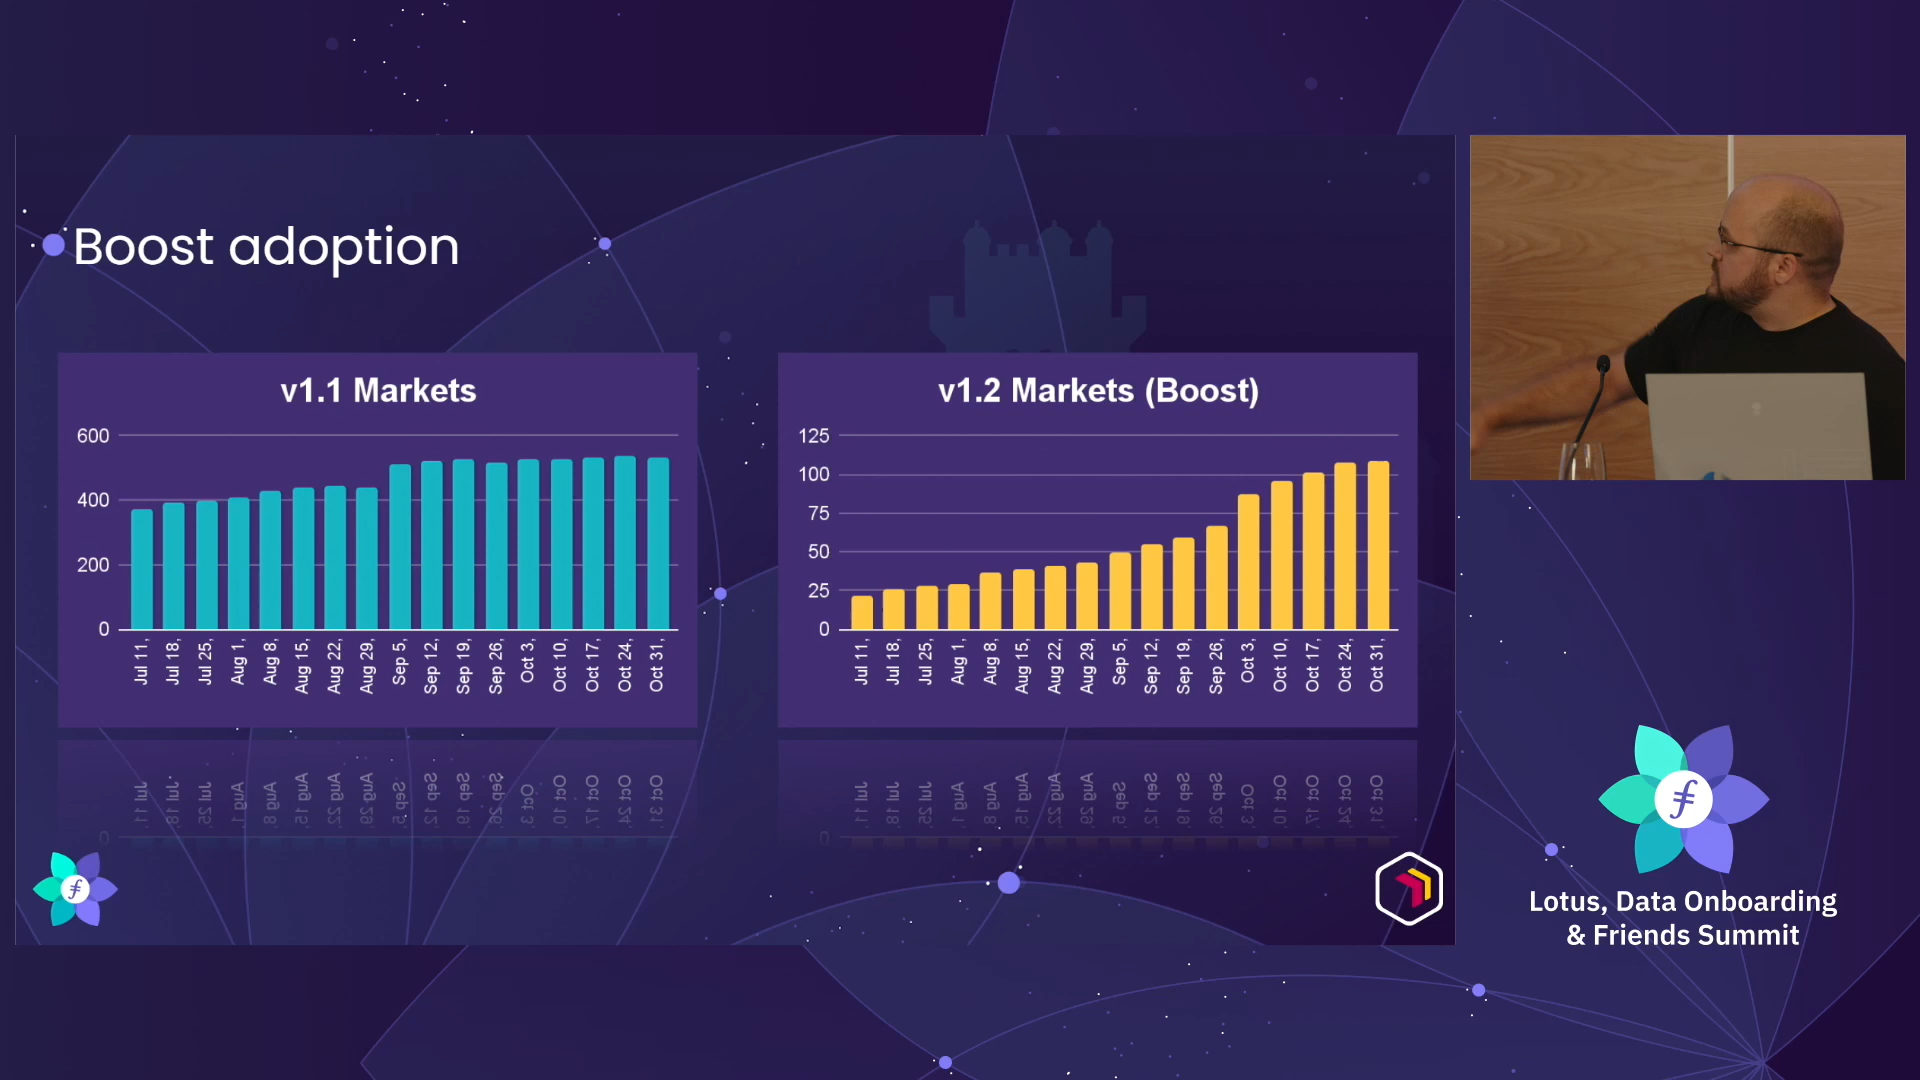 Boost adoption
v1.1 Markets
600
400
200
0
Jul 11,
Jul 18,
Jul 25,
Aug 1,
Aug 8,
Aug 15,
Aug 22,
Aug 29,
Sep 5,
Sep 12,
Sep 19,
Sep 26,
Oct 3,
Oct 10,
Oct 17,
Oct 24,
Oct 31,
v1.2 Markets (Boost)
125
100
75
50
25
0
Jul 11,
Jul 18,
Jul 25,
Aug 1,
Aug 8,
Aug 15,
Aug 22,
Aug 29,
Sep 5,
Sep 12,
Sep 19,
Sep 26,
Oct 3,
Oct 10,
Oct 17,
Oct 24,
Oct 31,
Lotus, Data Onboarding
& Friends Summit